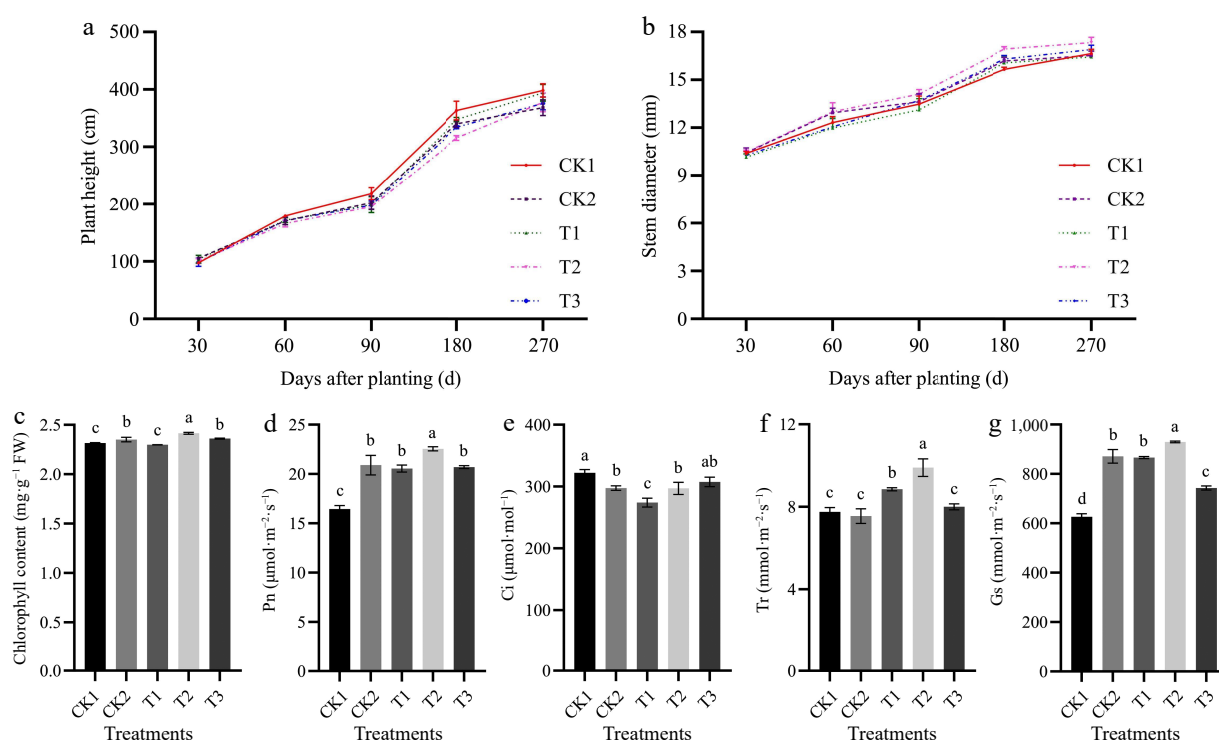 a
Plant height (cm)
500
400
300
200
100
0
30 60 90 180 270
Days after planting (d)
CK1
CK2
T1
T2
T3
b
Stem diameter (mm)
18
15
12
9
6
3
0
30 60 90 180 270
Days after planting (d)
CK1
CK2
T1
T2
T3
c
Chlorophyll content (mg·g⁻¹ FW)
2.5
2.0
1.5
1.0
0.5
0.0
c b c a b
CK1 CK2 T1 T2 T3
Treatments
d
Pn (μmol·m⁻²·s⁻¹)
25
20
15
10
5
0
c b b a b
CK1 CK2 T1 T2 T3
Treatments
e
Ci (μmol·mol⁻¹)
400
300
200
100
0
a b c b ab
CK1 CK2 T1 T2 T3
Treatments
f
Tr (mmol·m⁻²·s⁻¹)
12
8
4
0
c c b a c
CK1 CK2 T1 T2 T3
Treatments
g
Gs (mmol·m⁻²·s⁻¹)
1,000
800
600
400
200
0
d b b a c
CK1 CK2 T1 T2 T3
Treatments